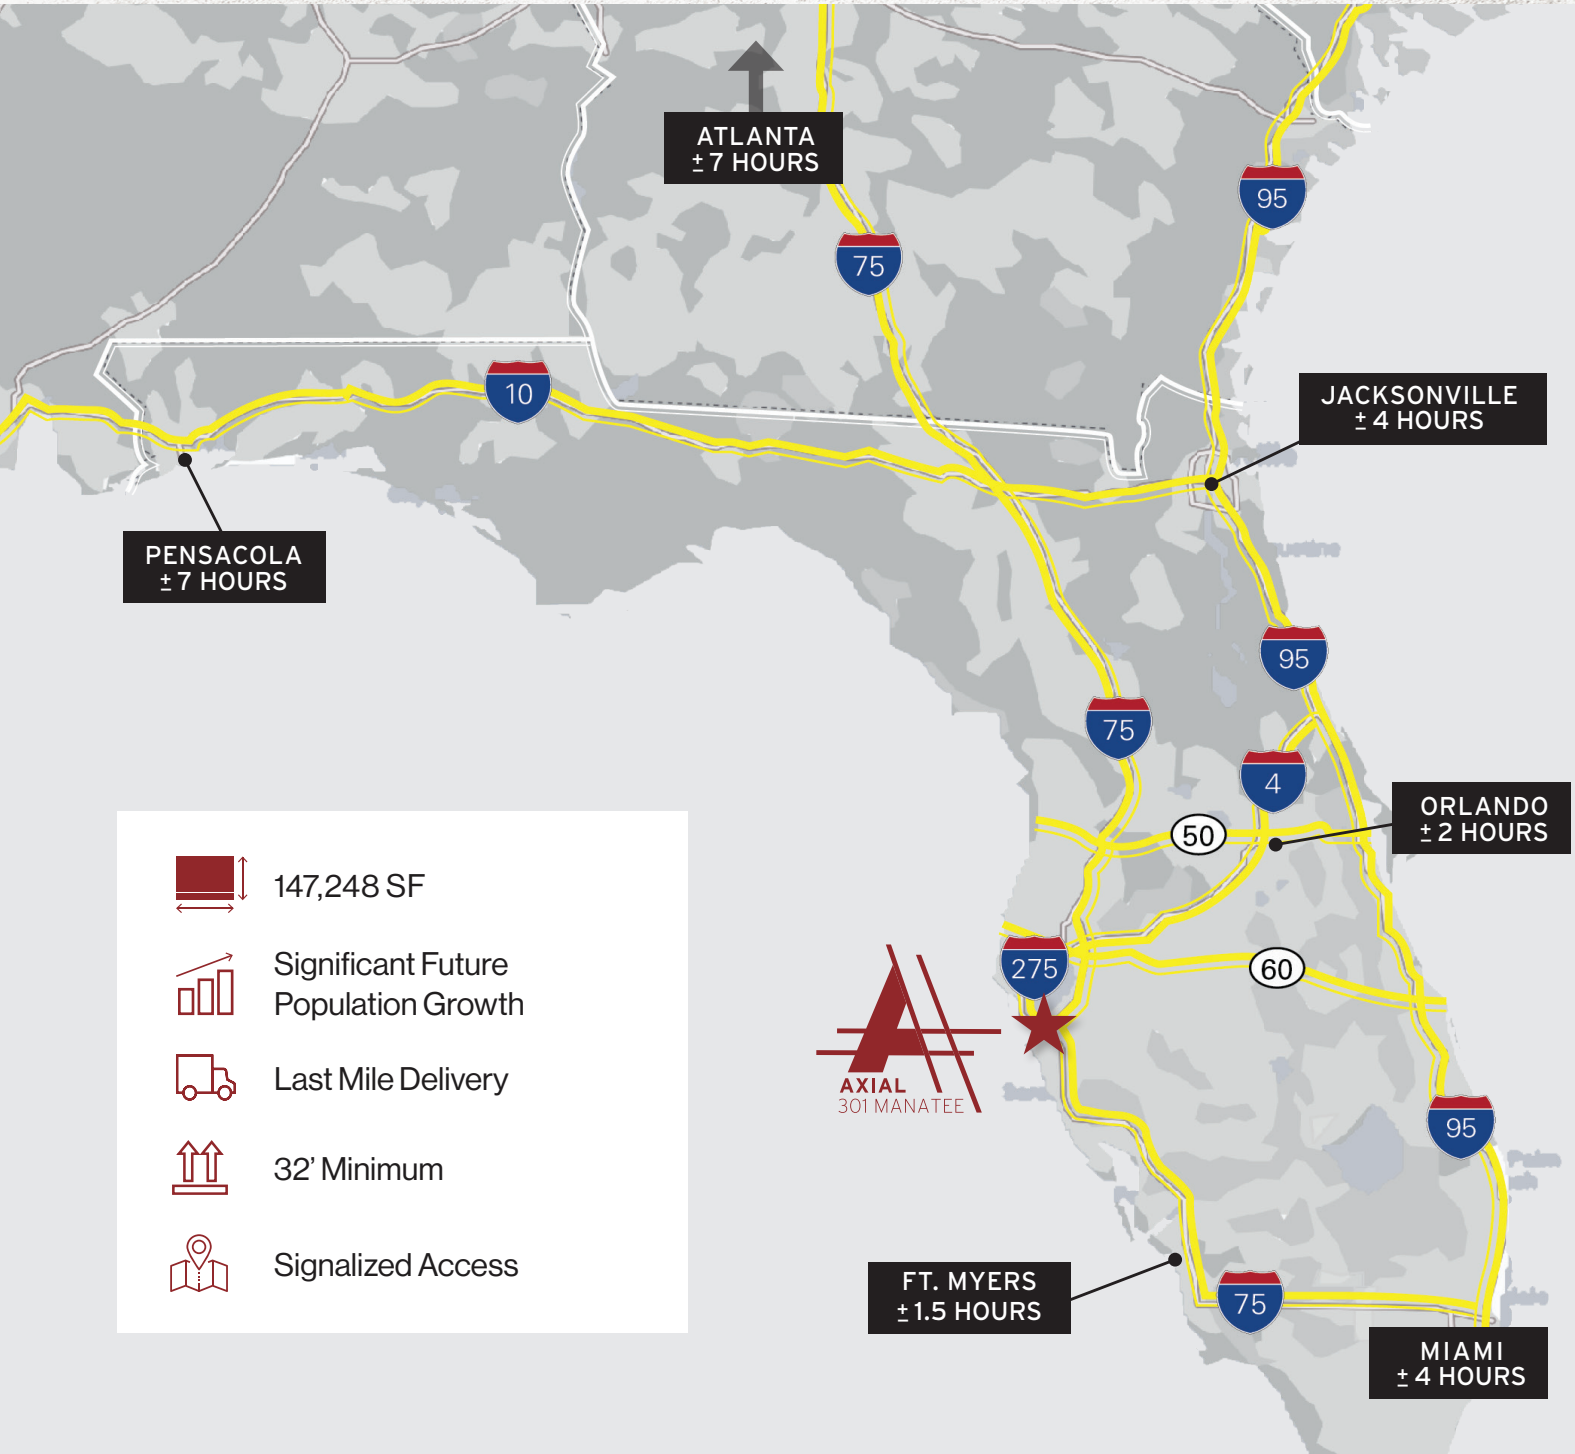 ATLANTA
± 7 HOURS
95
75
10
JACKSONVILLE
± 4 HOURS
PENSACOLA
± 7 HOURS
95
75
4
ORLANDO
± 2 HOURS
50
147,248 SF
Significant Future
Population Growth
Last Mile Delivery
32’ Minimum
Signalized Access
275
60
AXIAL
301 MANATEE
95
FT. MYERS
± 1.5 HOURS
75
MIAMI
± 4 HOURS